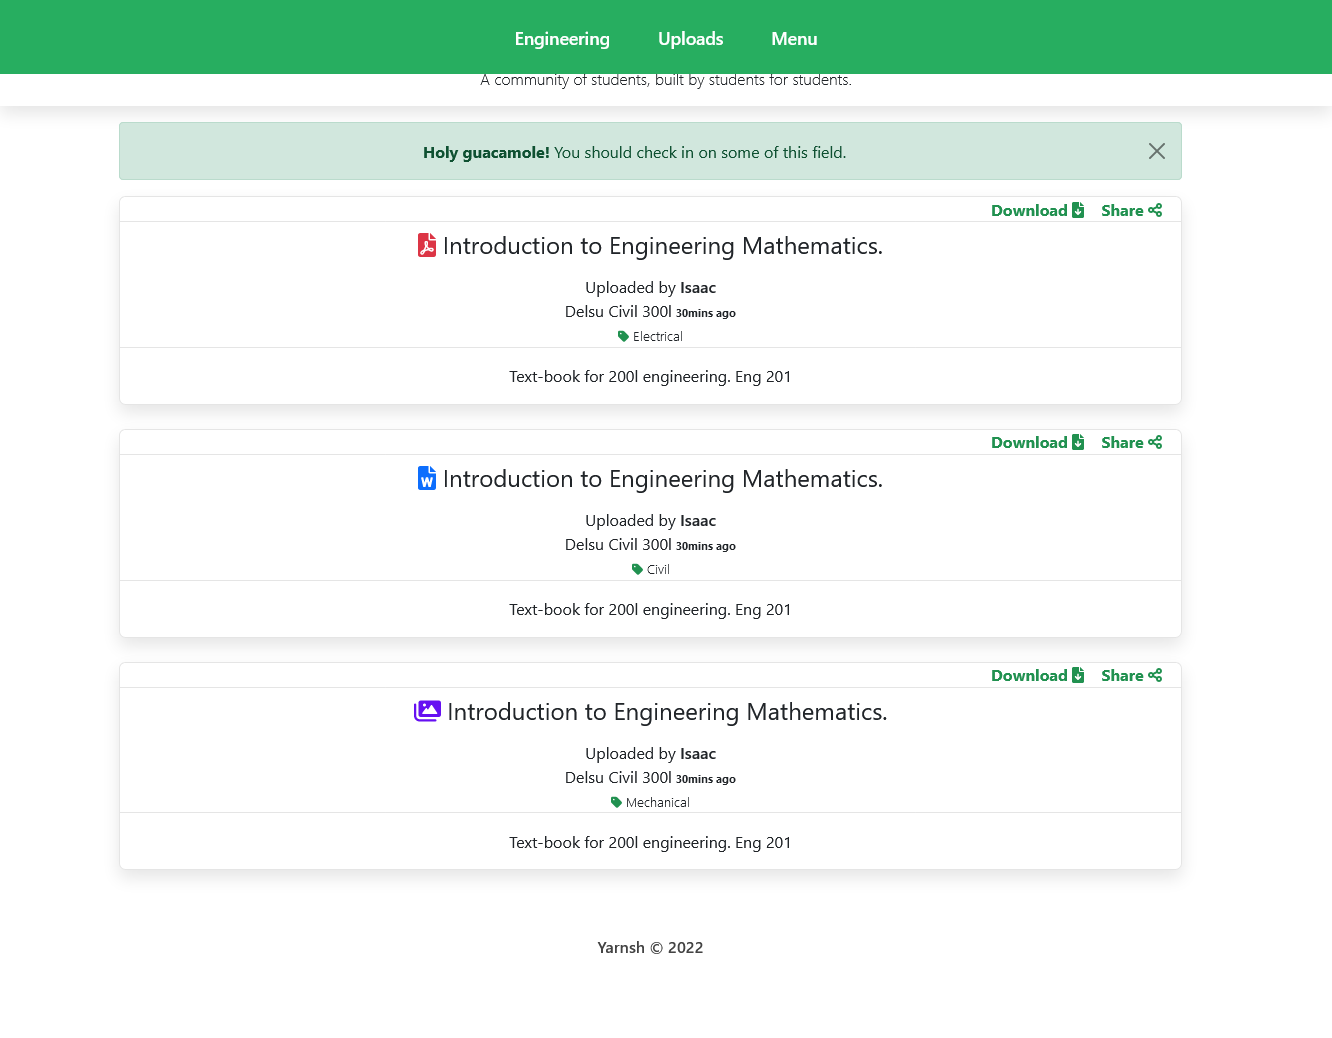 Engineering Uploads Menu
A community of students, built by students for students.
Holy guacamole! You should check in on some of this field.
Download Share
Introduction to Engineering Mathematics.
Uploaded by Isaac
Delsu Civil 300l 30mins ago
Electrical
Text-book for 200l engineering. Eng 201
Download Share
Introduction to Engineering Mathematics.
Uploaded by Isaac
Delsu Civil 300l 30mins ago
Civil
Text-book for 200l engineering. Eng 201
Download Share
Introduction to Engineering Mathematics.
Uploaded by Isaac
Delsu Civil 300l 30mins ago
Mechanical
Text-book for 200l engineering. Eng 201
Yarnsh © 2022